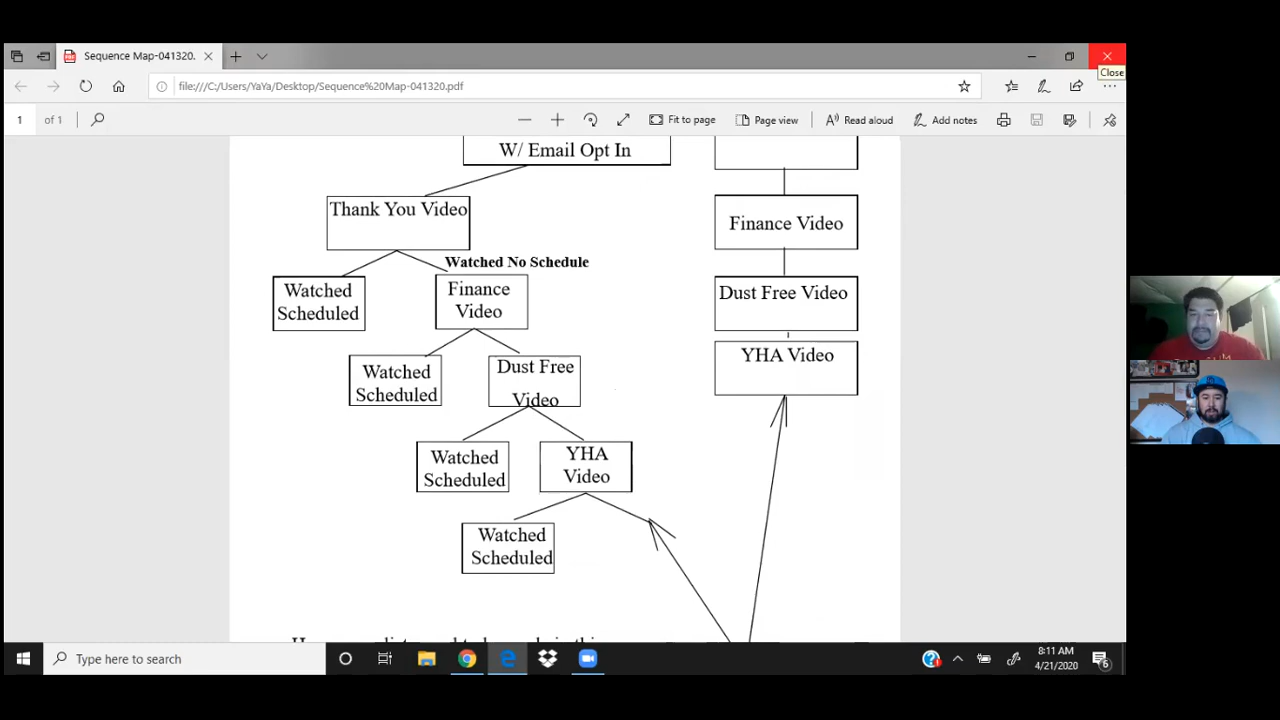 Sequence Map-041320.
Close
file:///C:/Users/YaYa/Desktop/Sequence%20Map-041320.pdf
1 of 1
Fit to page
Page view
Read aloud
Add notes
W/ Email Opt In
Thank You Video
Watched No Schedule
Watched
Scheduled
Finance
Video
Watched
Scheduled
Dust Free
Video
Watched
Scheduled
YHA
Video
Watched
Scheduled
Finance Video
Dust Free Video
YHA Video
Type here to search
8:11 AM
4/21/2020
6